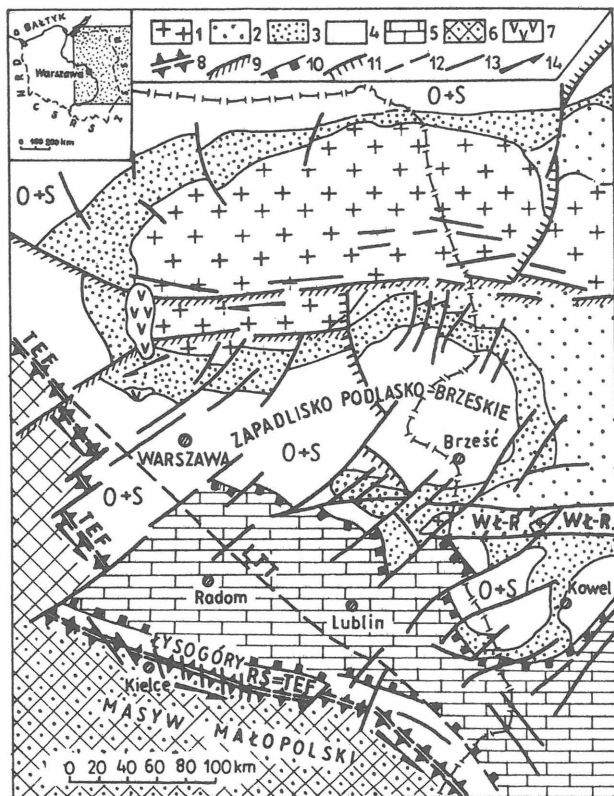 BAŁTYK
Warszawa
NRD
CSRS
0 100 200 km
1 2 3 4 5 6 7
8 9 10 11 12 13 14
O+S
O+S
TEF
ZAPADLISKO PODLASKO-BRZESKIE
WARSZAWA
O+S
Brześć
O+S
TEF
WŁ-R
WŁ-R
LTT
O+S
Kowel
Radom
Lublin
ŁYSOGÓRY
RS=TEF
Kielce
MASYW MAŁOPOLSKI
0 20 40 60 80 100 km